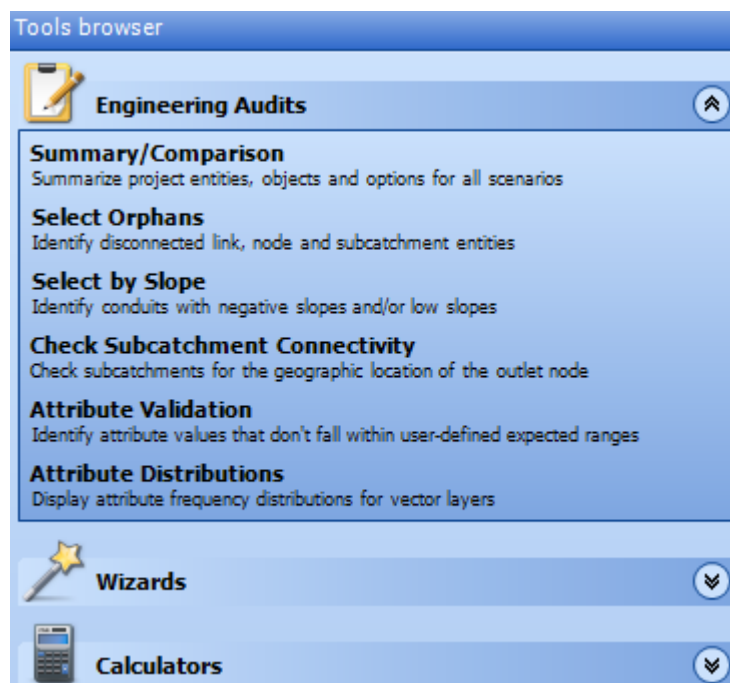 Tools browser
Engineering Audits
Summary/Comparison
Summarize project entities, objects and options for all scenarios
Select Orphans
Identify disconnected link, node and subcatchment entities
Select by Slope
Identify conduits with negative slopes and/or low slopes
Check Subcatchment Connectivity
Check subcatchments for the geographic location of the outlet node
Attribute Validation
Identify attribute values that don't fall within user-defined expected ranges
Attribute Distributions
Display attribute frequency distributions for vector layers
Wizards
Calculators